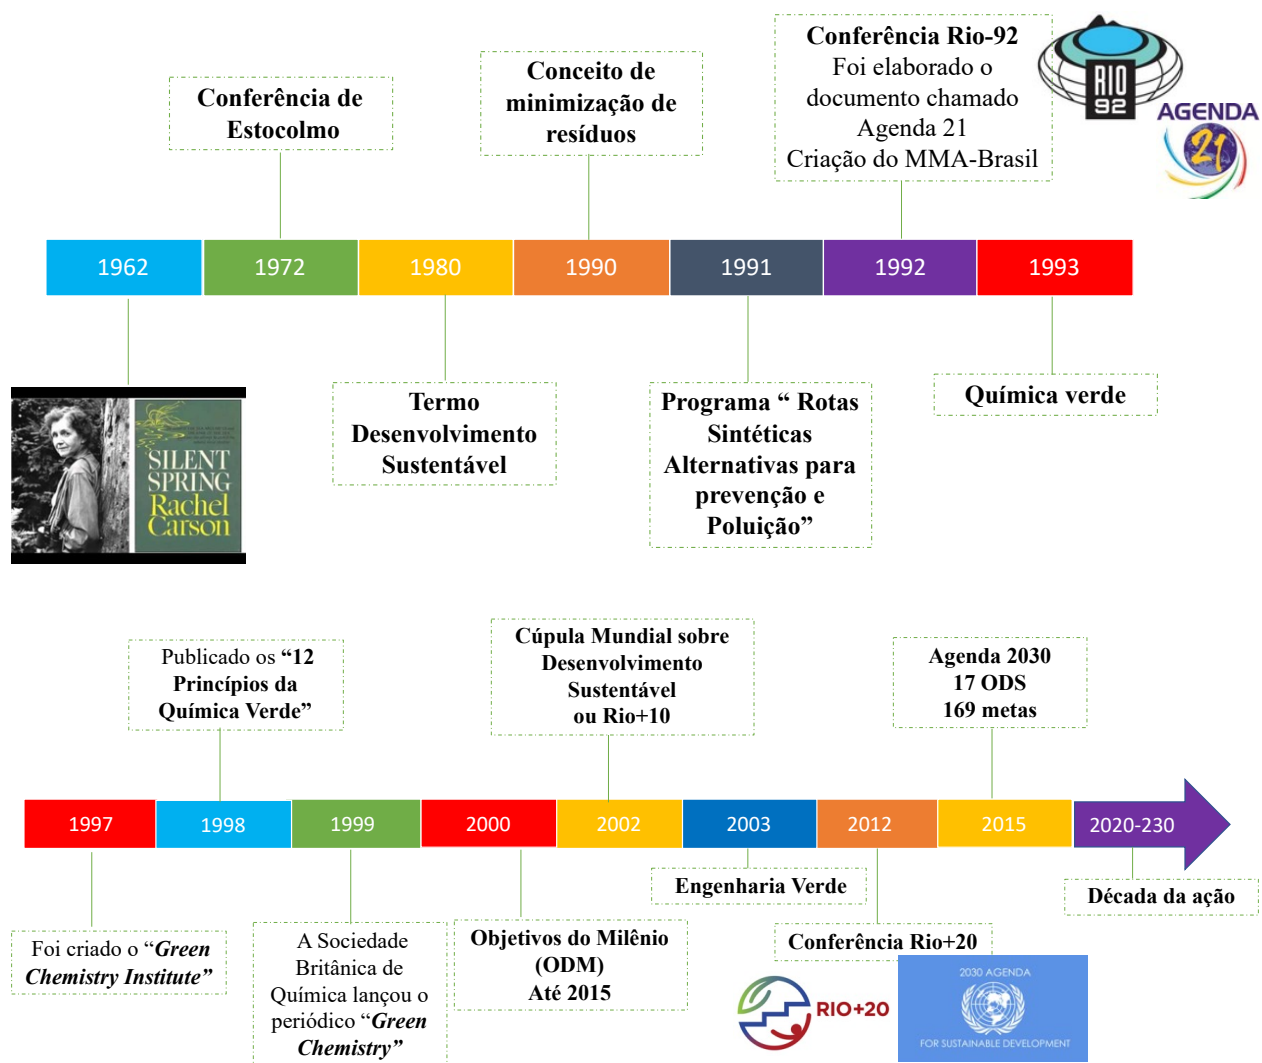 Conferência de
Estocolmo
Conceito de
minimização de
resíduos
Conferência Rio-92
Foi elaborado o
documento chamado
Agenda 21
Criação do MMA-Brasil
RIO
92
AGENDA
21
1962
1972
1980
1990
1991
1992
1993
SILENT
SPRING
Rachel
Carson
Termo
Desenvolvimento
Sustentável
Programa “ Rotas
Sintéticas
Alternativas para
prevenção e
Poluição”
Química verde
Publicado os “12
Princípios da
Química Verde”
Cúpula Mundial sobre
Desenvolvimento
Sustentável
ou Rio+10
Agenda 2030
17 ODS
169 metas
1997
1998
1999
2000
2002
2003
2012
2015
2020-230
Foi criado o “Green
Chemistry Institute”
A Sociedade
Britânica de
Química lançou o
periódico “Green
Chemistry”
Objetivos do Milênio
(ODM)
Até 2015
Engenharia Verde
Conferência Rio+20
Década da ação
RIO+20
2030 AGENDA
FOR SUSTAINABLE DEVELOPMENT